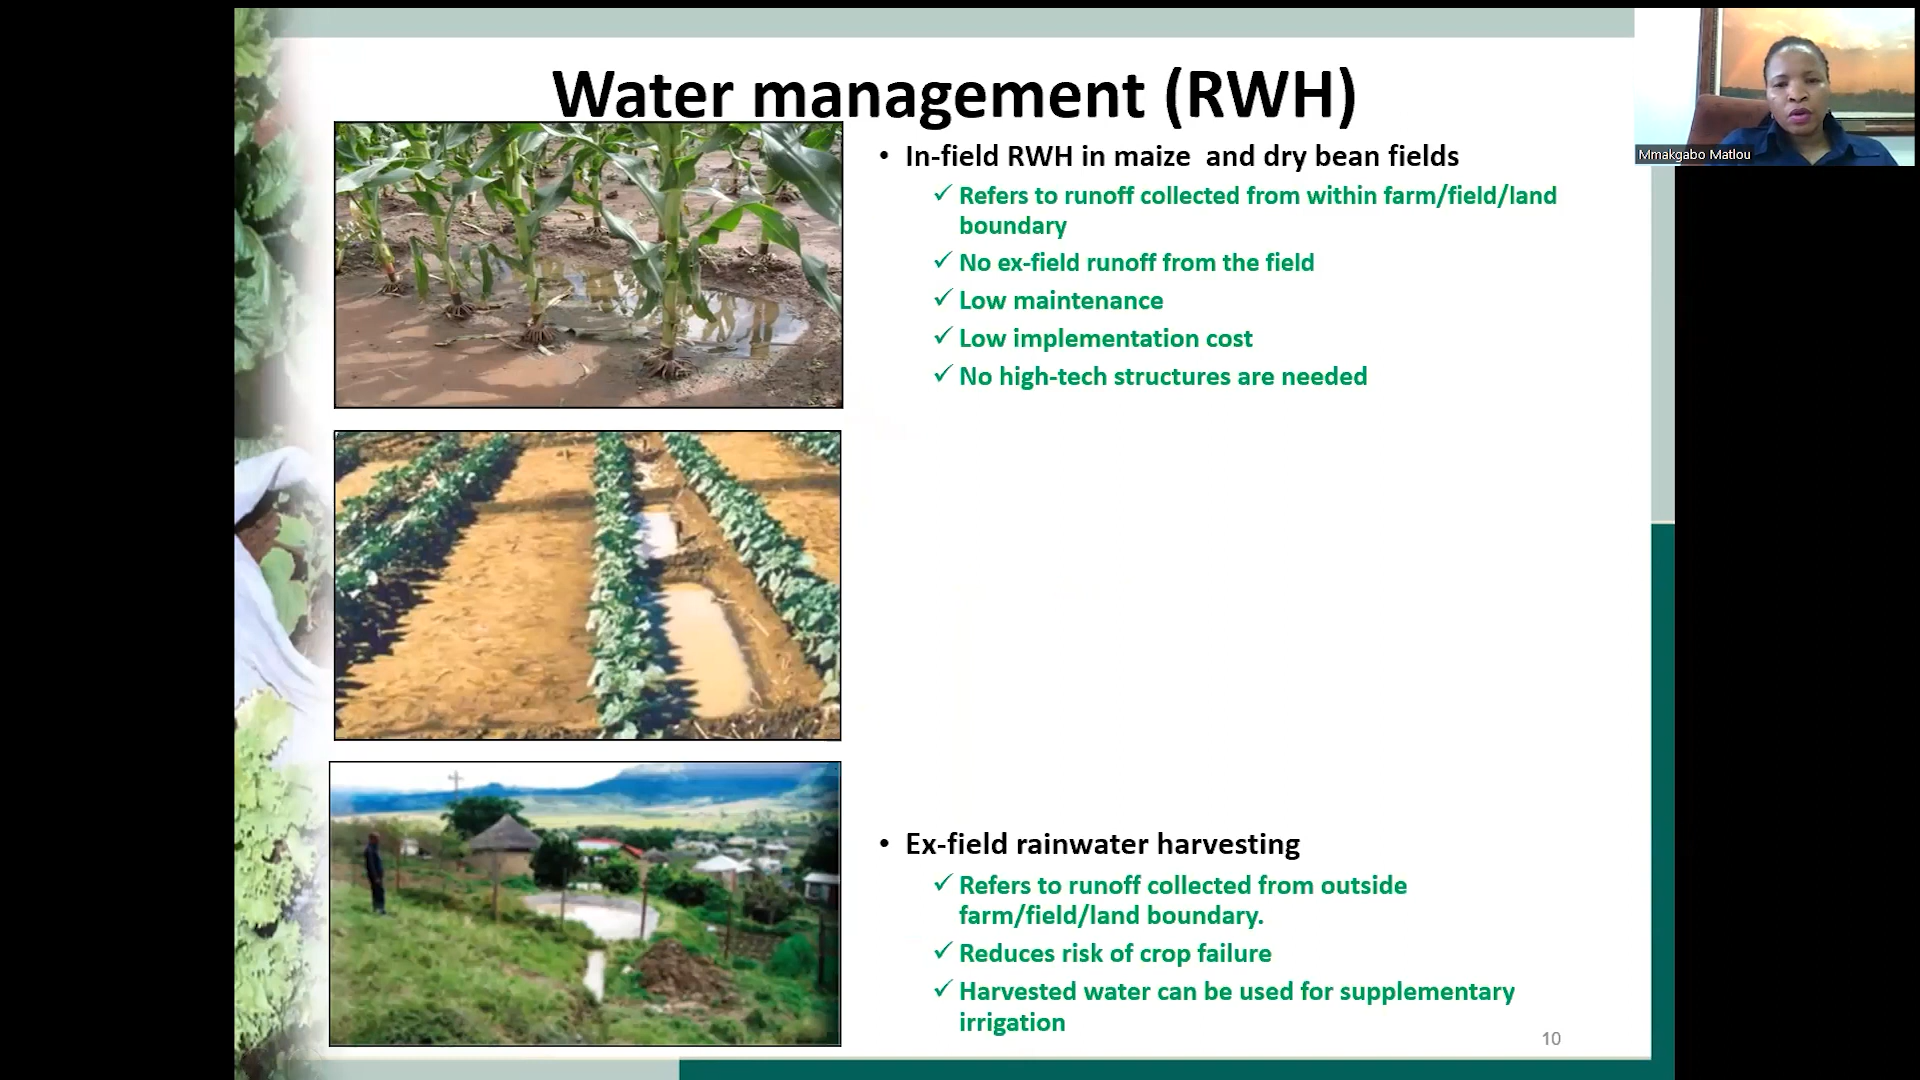 Water management (RWH)
• In-field RWH in maize and dry bean fields
✓ Refers to runoff collected from within farm/field/land
boundary
✓ No ex-field runoff from the field
✓ Low maintenance
✓ Low implementation cost
✓ No high-tech structures are needed
• Ex-field rainwater harvesting
✓ Refers to runoff collected from outside
farm/field/land boundary.
✓ Reduces risk of crop failure
✓ Harvested water can be used for supplementary
irrigation
10
Mmakgabo Matlou